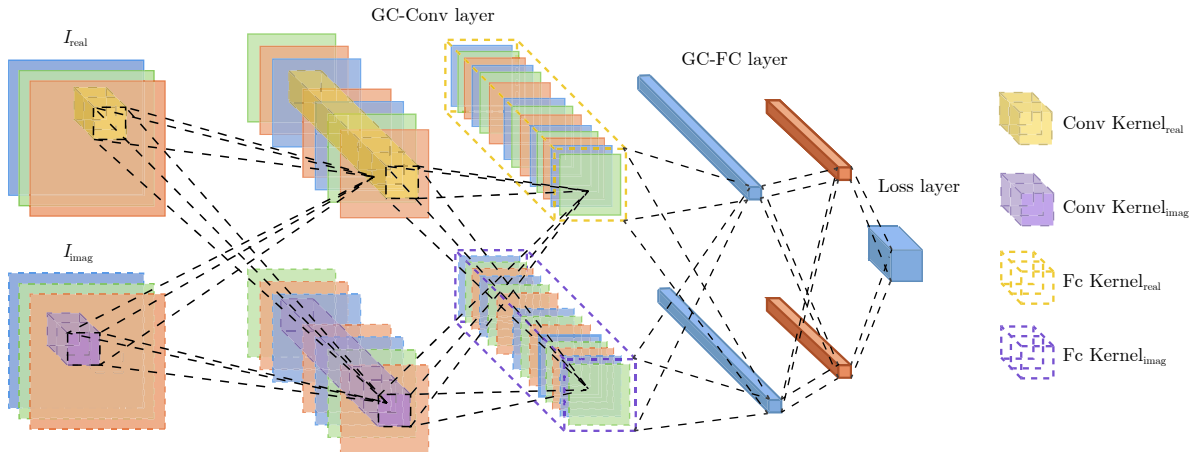 GC-Conv layer
I_real
GC-FC layer
Loss layer
I_imag
Conv Kernel_real
Conv Kernel_imag
Fc Kernel_real
Fc Kernel_imag